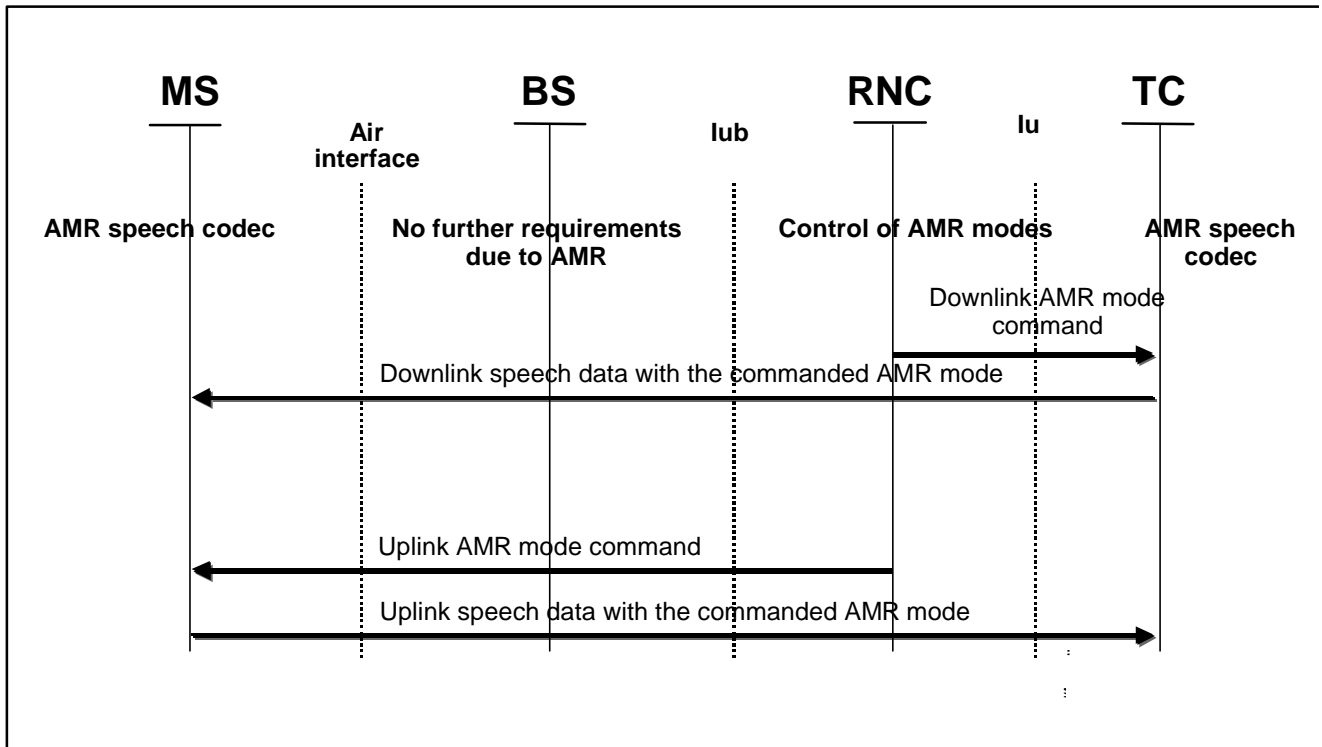 MS
BS
RNC
TC
Air
interface
Iub
Iu
AMR speech codec
No further requirements
due to AMR
Control of AMR modes
AMR speech
codec
Downlink AMR mode
command
Downlink speech data with the commanded AMR mode
Uplink AMR mode command
Uplink speech data with the commanded AMR mode